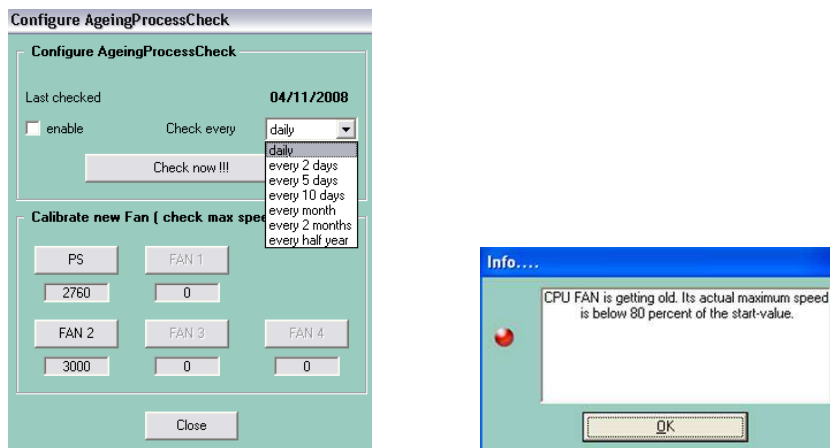 Configure AgeingProcessCheck
Configure AgeingProcessCheck
Last checked 04/11/2008
enable Check every daily
daily
every 2 days
every 5 days
every 10 days
every month
every 2 months
every half year
Check now !!!
Calibrate new Fan ( check max spe
PS FAN 1
2760 0
FAN 2 FAN 3 FAN 4
3000 0 0
Close
Info....
CPU FAN is getting old. Its actual maximum speed
is below 80 percent of the start-value.
OK